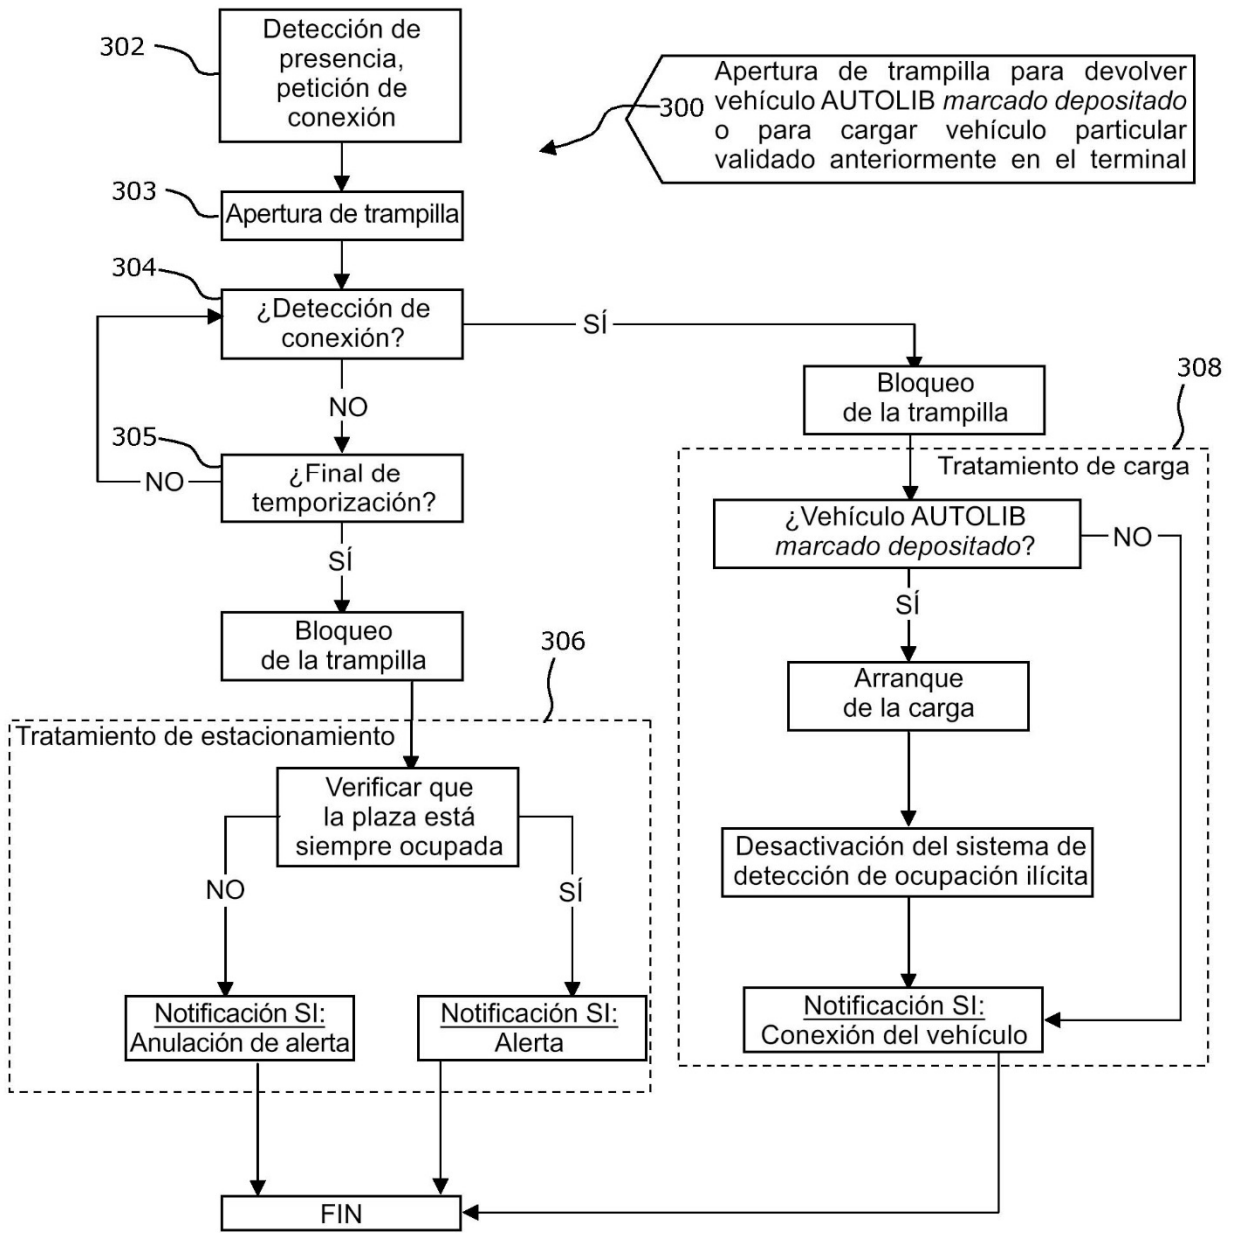 302
Detección de
presencia,
petición de
conexión
300
Apertura de trampilla para devolver
vehículo AUTOLIB marcado depositado
o para cargar vehículo particular
validado anteriormente en el terminal
303
Apertura de trampilla
304
¿Detección de
conexión?
SÍ
NO
305
¿Final de
temporización?
NO
SÍ
Bloqueo
de la trampilla
306
Tratamiento de estacionamiento
Verificar que
la plaza está
siempre ocupada
NO
SÍ
Notificación SI:
Anulación de alerta
Notificación SI:
Alerta
Bloqueo
de la trampilla
308
Tratamiento de carga
¿Vehículo AUTOLIB
marcado depositado?
NO
SÍ
Arranque
de la carga
Desactivación del sistema de
detección de ocupación ilícita
Notificación SI:
Conexión del vehículo
FIN